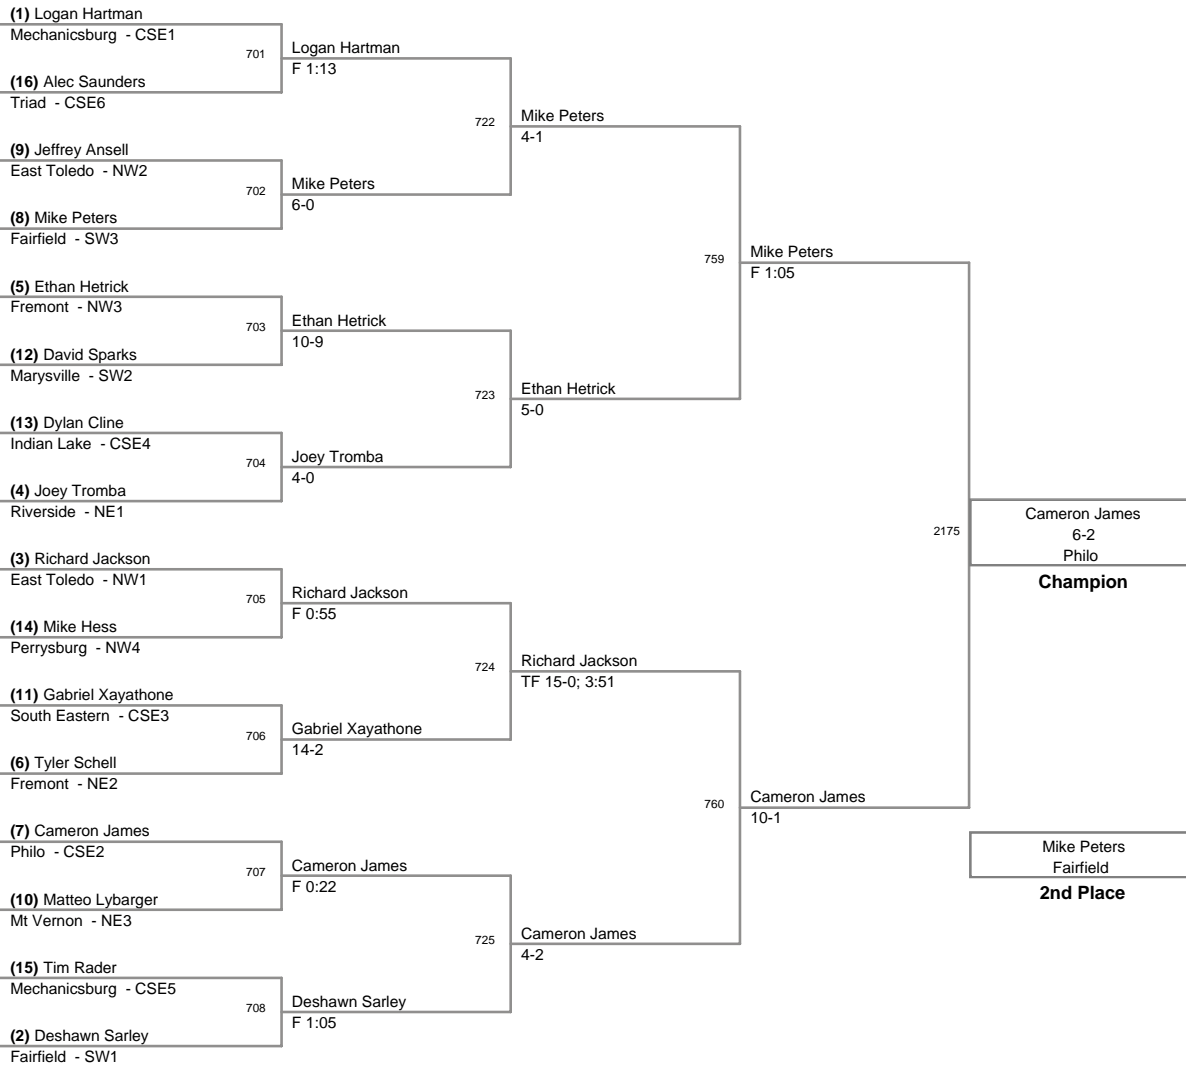 (1) Logan Hartman
Mechanicsburg - CSE1
701
(16) Alec Saunders
Triad - CSE6
(9) Jeffrey Ansell
East Toledo - NW2
702
(8) Mike Peters
Fairfield - SW3
(5) Ethan Hetrick
Fremont - NW3
703
(12) David Sparks
Marysville - SW2
(13) Dylan Cline
Indian Lake - CSE4
704
(4) Joey Tromba
Riverside - NE1
(3) Richard Jackson
East Toledo - NW1
705
(14) Mike Hess
Perrysburg - NW4
(11) Gabriel Xayathone
South Eastern - CSE3
706
(6) Tyler Schell
Fremont - NE2
(7) Cameron James
Philo - CSE2
707
(10) Matteo Lybarger
Mt Vernon - NE3
(15) Tim Rader
Mechanicsburg - CSE5
708
(2) Deshawn Sarley
Fairfield - SW1
Logan Hartman
F 1:13
722
Mike Peters
6-0
Ethan Hetrick
10-9
723
Joey Tromba
4-0
Richard Jackson
F 0:55
724
Gabriel Xayathone
14-2
Cameron James
F 0:22
725
Deshawn Sarley
F 1:05
Mike Peters
4-1
759
Ethan Hetrick
5-0
Richard Jackson
TF 15-0; 3:51
760
Cameron James
4-2
Mike Peters
F 1:05
2175
Cameron James
10-1
Cameron James
6-2
Philo
Champion
Mike Peters
Fairfield
2nd Place